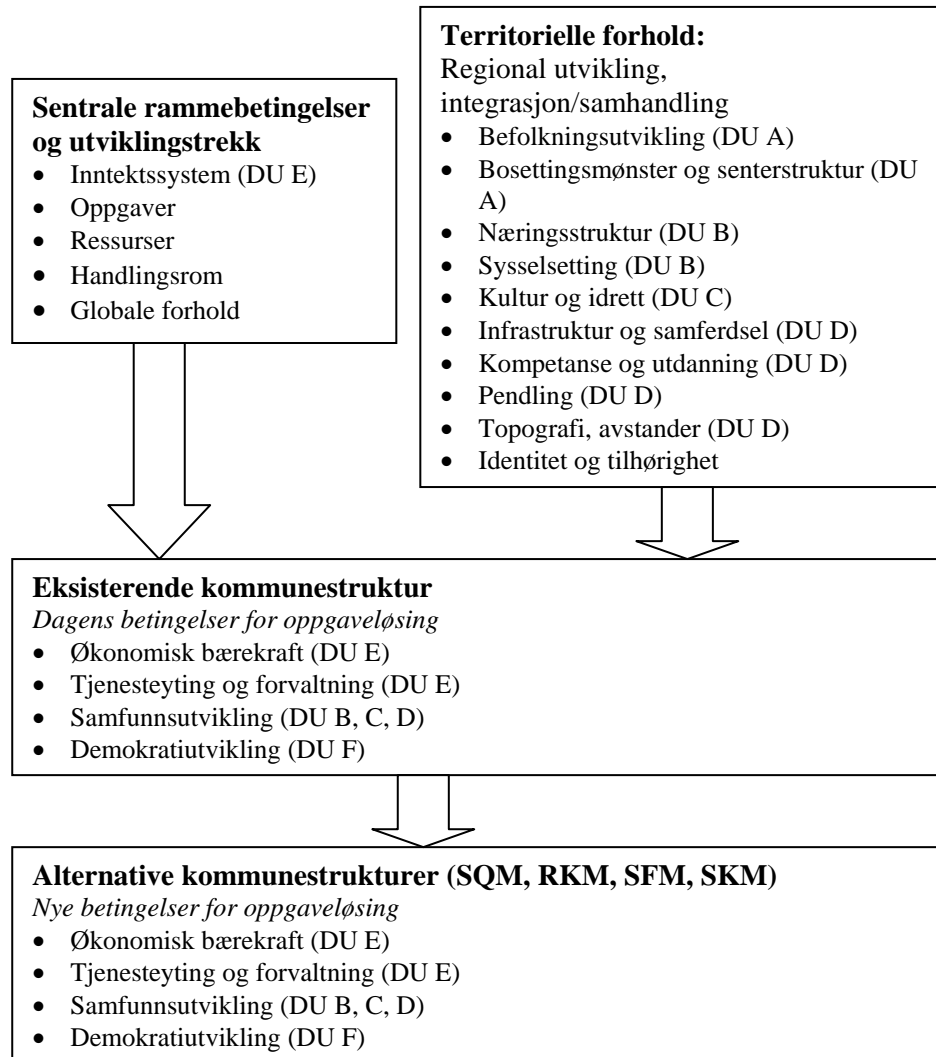 Sentrale rammebetingelser
og utviklingstrekk
• Inntektssystem (DU E)
• Oppgaver
• Ressurser
• Handlingsrom
• Globale forhold
Territorielle forhold:
Regional utvikling,
integrasjon/samhandling
• Befolkningsutvikling (DU A)
• Bosettingsmønster og senterstruktur (DU
A)
• Næringsstruktur (DU B)
• Sysselsetting (DU B)
• Kultur og idrett (DU C)
• Infrastruktur og samferdsel (DU D)
• Kompetanse og utdanning (DU D)
• Pendling (DU D)
• Topografi, avstander (DU D)
• Identitet og tilhørighet
Eksisterende kommunestruktur
Dagens betingelser for oppgaveløsing
• Økonomisk bærekraft (DU E)
• Tjenesteyting og forvaltning (DU E)
• Samfunnsutvikling (DU B, C, D)
• Demokratiutvikling (DU F)
Alternative kommunestrukturer (SQM, RKM, SFM, SKM)
Nye betingelser for oppgaveløsing
• Økonomisk bærekraft (DU E)
• Tjenesteyting og forvaltning (DU E)
• Samfunnsutvikling (DU B, C, D)
• Demokratiutvikling (DU F)